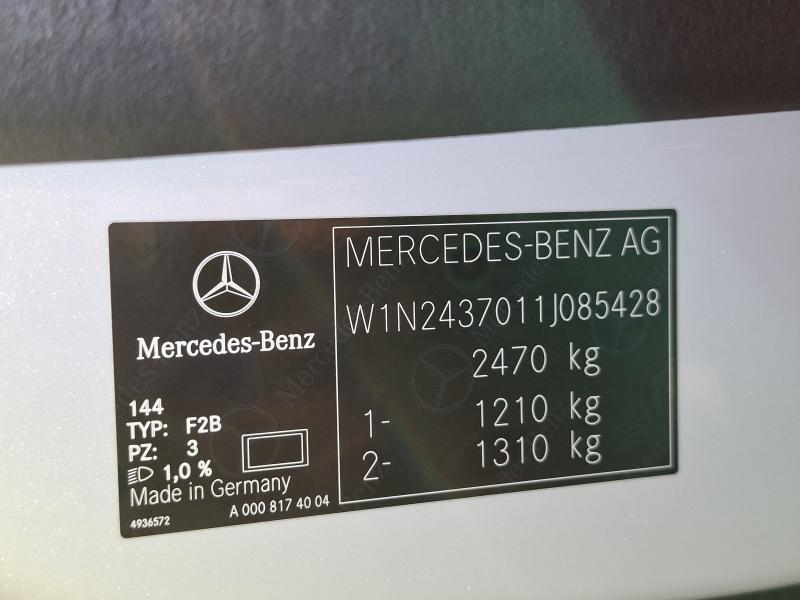 Mercedes-Benz
144
TYP: F2B
PZ: 3
1,0 %
Made in Germany
4936572
A 000 817 40 04
MERCEDES-BENZ AG
W1N2437011J085428
2470 kg
1- 1210 kg
2- 1310 kg